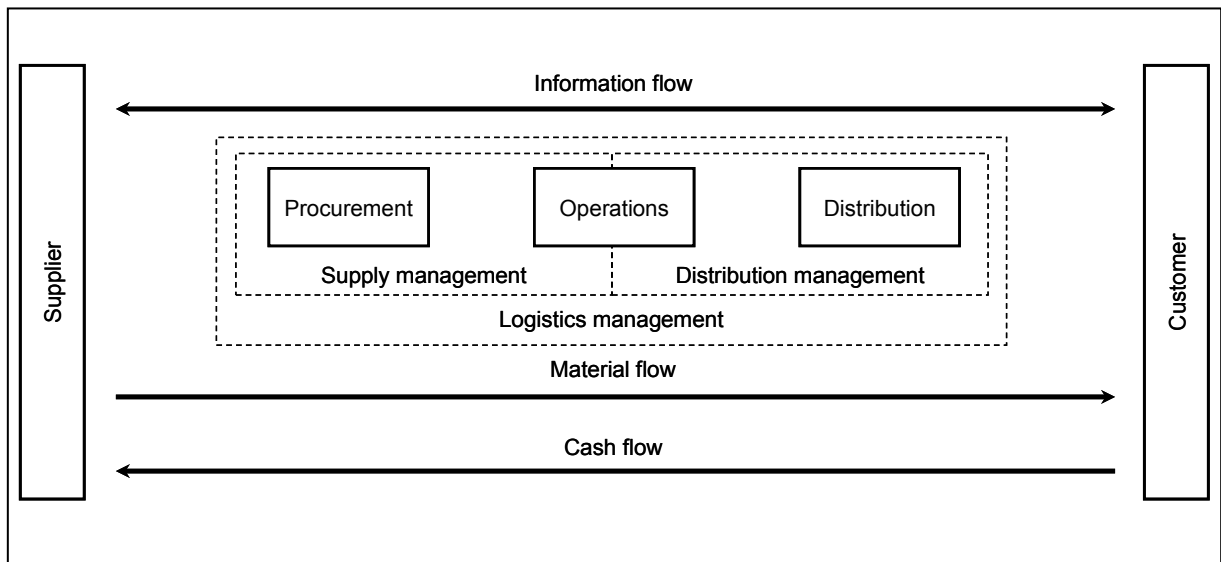 Information flow
Procurement
Operations
Distribution
Supply management
Distribution management
Logistics management
Supplier
Customer
Material flow
Cash flow